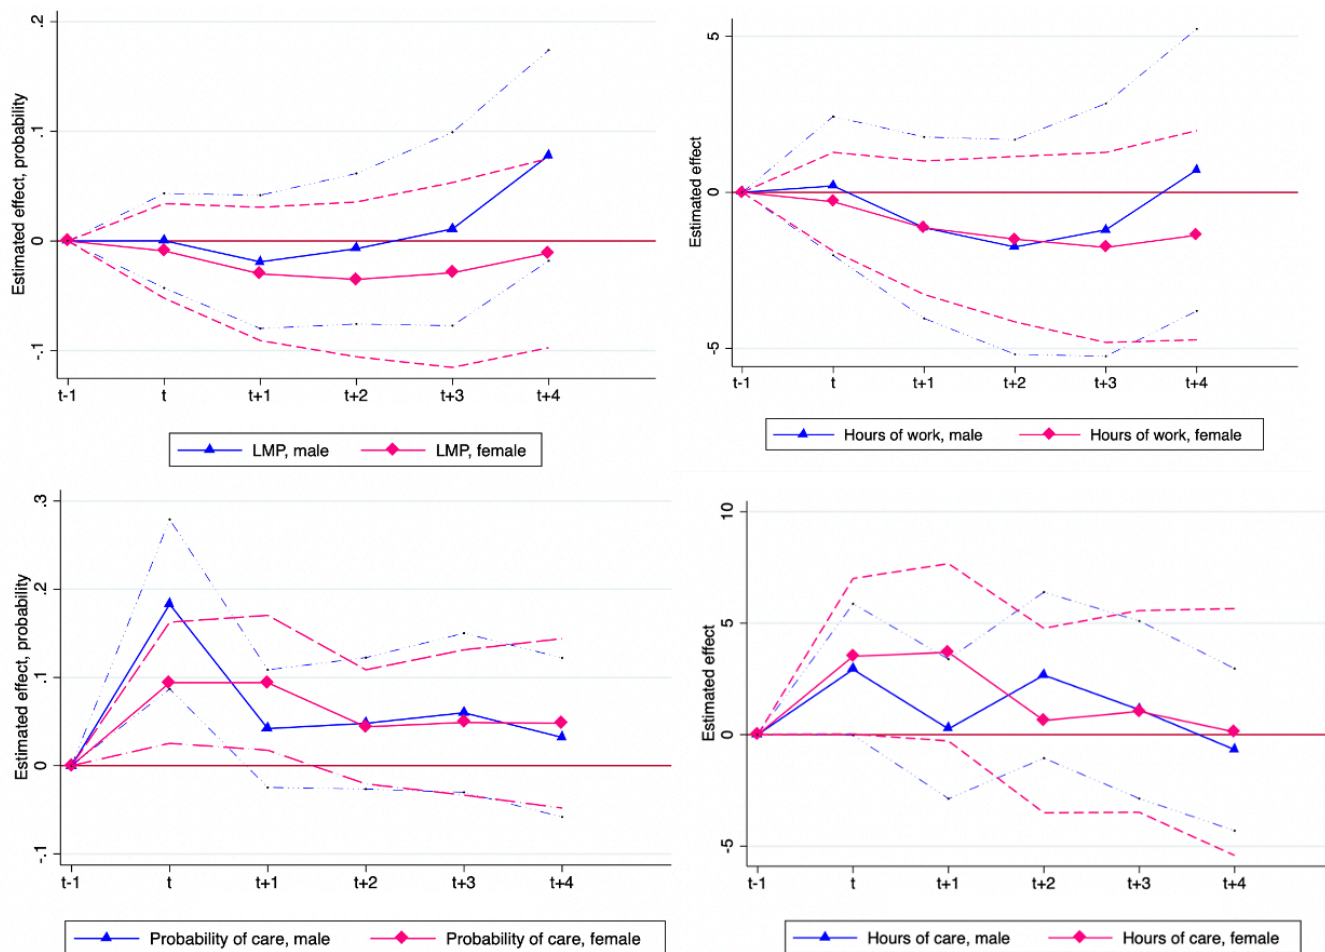 Estimated effect, probability
.2
.1
0
-.1
t-1 t t+1 t+2 t+3 t+4
LMP, male LMP, female
Estimated effect
5
0
-5
t-1 t t+1 t+2 t+3 t+4
Hours of work, male Hours of work, female
Estimated effect, probability
.3
.2
.1
0
-.1
t-1 t t+1 t+2 t+3 t+4
Probability of care, male Probability of care, female
Estimated effect
10
5
0
-5
t-1 t t+1 t+2 t+3 t+4
Hours of care, male Hours of care, female